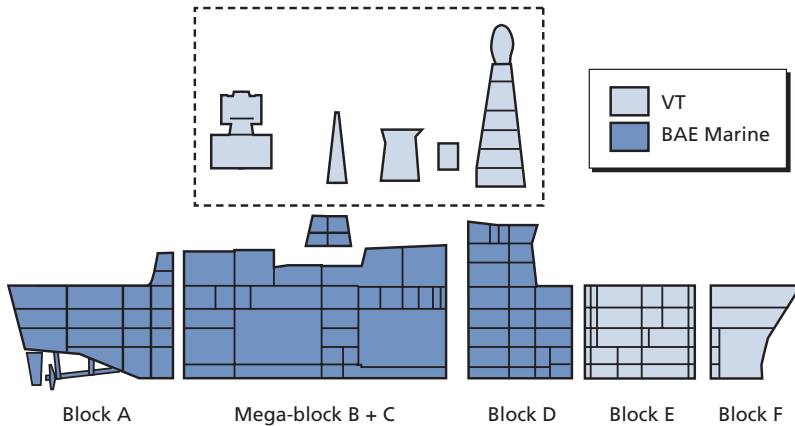 VT
BAE Marine
Block A
Mega-block B + C
Block D
Block E
Block F